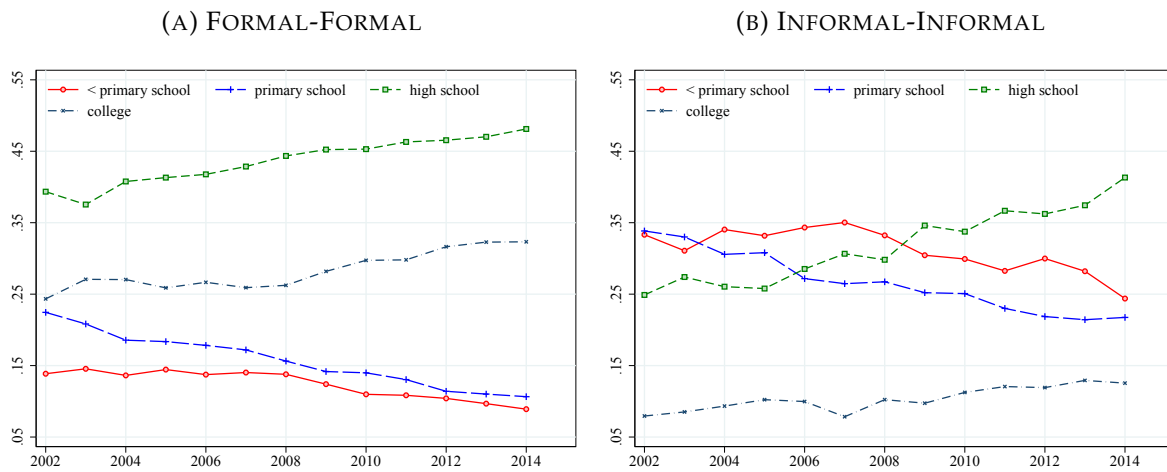 (A) FORMAL-FORMAL
.55
.45
.35
.25
.15
.05
< primary school primary school high school
college
2002 2004 2006 2008 2010 2012 2014
(B) INFORMAL-INFORMAL
.55
.45
.35
.25
.15
.05
< primary school primary school high school
college
2002 2004 2006 2008 2010 2012 2014